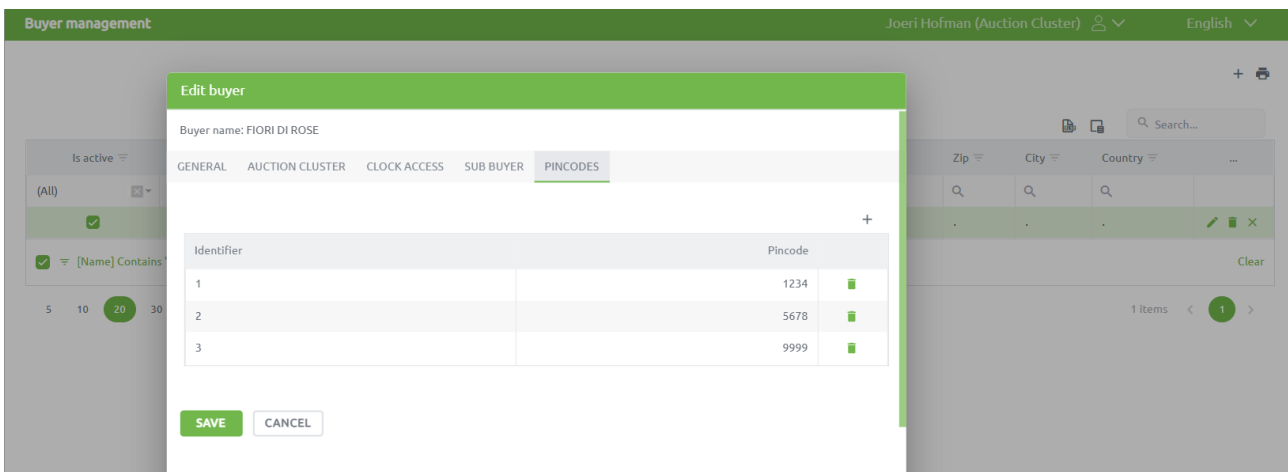 Buyer management
Joeri Hofman (Auction Cluster)
English
Edit buyer
Buyer name: FIORI DI ROSE
Search...
Is active
GENERAL AUCTION CLUSTER CLOCK ACCESS SUB BUYER PINCODES
Zip City Country ...
(All)
Identifier Pincode
[Name] Contains '
Clear
1 1234
2 5678
3 9999
5 10 20 30
1 Items 1
SAVE CANCEL